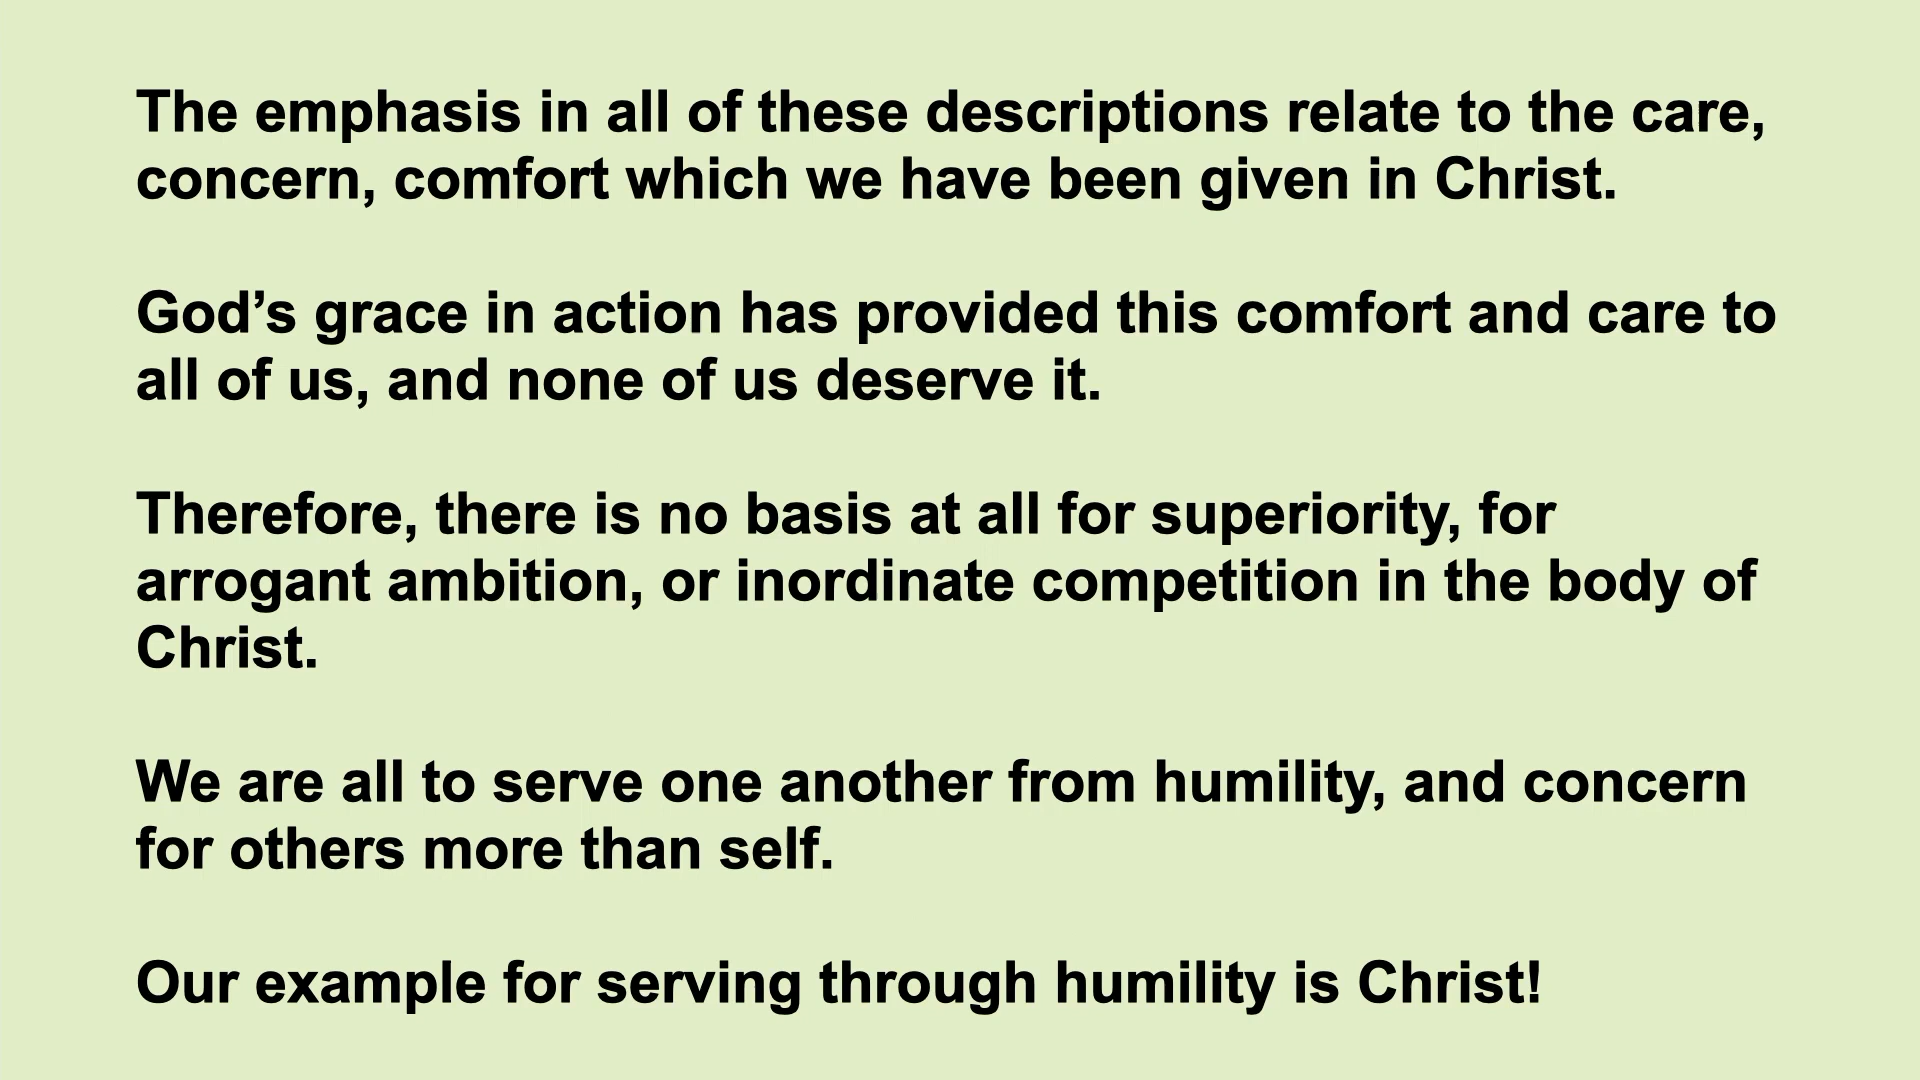 The emphasis in all of these descriptions relate to the care,
concern, comfort which we have been given in Christ.
God’s grace in action has provided this comfort and care to
all of us, and none of us deserve it.
Therefore, there is no basis at all for superiority, for
arrogant ambition, or inordinate competition in the body of
Christ.
We are all to serve one another from humility, and concern
for others more than self.
Our example for serving through humility is Christ!